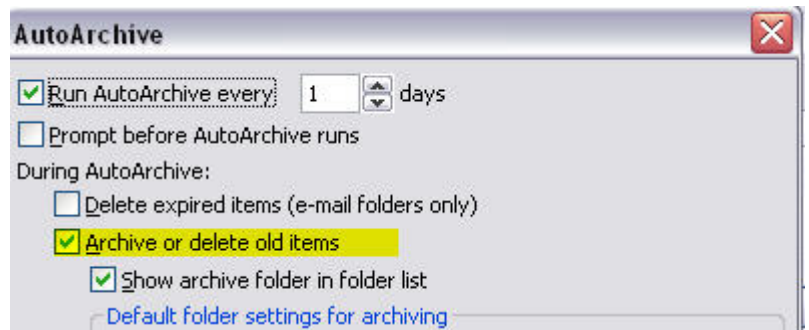 AutoArchive
Run AutoArchive every 1 days
Prompt before AutoArchive runs
During AutoArchive:
Delete expired items (e-mail folders only)
Archive or delete old items
Show archive folder in folder list
Default folder settings for archiving